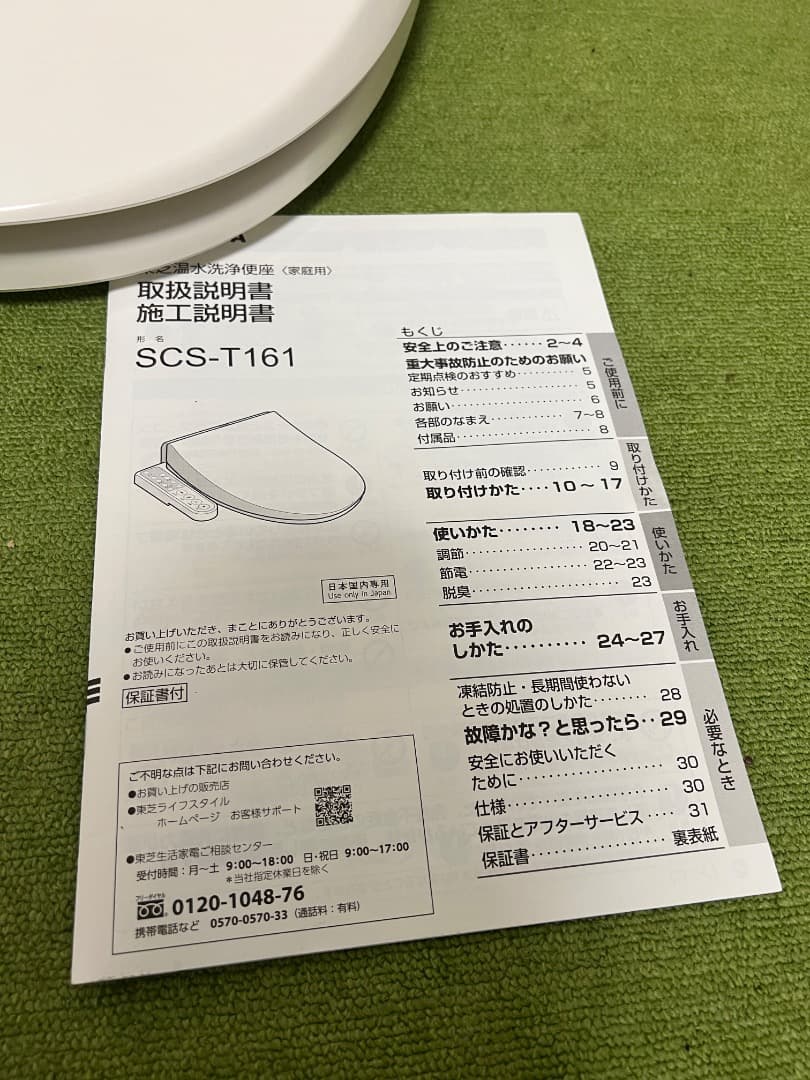 芝温水洗浄便座〈家庭用〉
取扱説明書
施工説明書
形 名
SCS-T161
日本国内専用
Use only in Japan
お買い上げいただき、まことにありがとうございます。
●ご使用前にこの取扱説明書をお読みになり、正しく安全に
お使いください。
●お読みになったあとは大切に保管してください。
保証書付
ご不明な点は下記にお問い合わせください。
●お買い上げの販売店
●東芝ライフスタイル
ホームページ お客様サポート
●東芝生活家電ご相談センター
受付時間：月～土 9:00～18:00 日・祝日 9:00～17:00
＊当社指定休業日を除く
フリーダイヤル
0120-1048-76
携帯電話など 0570-0570-33（通話料：有料）
もくじ
安全上のご注意‥‥‥ 2～4
重大事故防止のためのお願い
定期点検のおすすめ‥‥‥‥‥ 5
お知らせ‥‥‥‥‥‥‥‥‥ 5
お願い‥‥‥‥‥‥‥‥‥‥ 6
各部のなまえ‥‥‥‥‥‥ 7～8
付属品‥‥‥‥‥‥‥‥‥‥ 8
ご使用前に
取り付け前の確認‥‥‥‥‥‥ 9
取り付けかた‥‥10～17
取り付けかた
使いかた‥‥‥‥ 18～23
調節‥‥‥‥‥‥‥‥‥ 20～21
節電‥‥‥‥‥‥‥‥‥ 22～23
脱臭‥‥‥‥‥‥‥‥‥‥‥ 23
使いかた
お手入れの
しかた‥‥‥‥‥ 24～27
お手入れ
凍結防止・長期間使わない
ときの処置のしかた‥‥‥‥ 28
故障かな？と思ったら‥29
安全にお使いいただく
ために‥‥‥‥‥‥‥‥‥ 30
仕様‥‥‥‥‥‥‥‥‥‥ 30
保証とアフターサービス‥‥ 31
保証書‥‥‥‥‥‥‥‥ 裏表紙
必要なとき